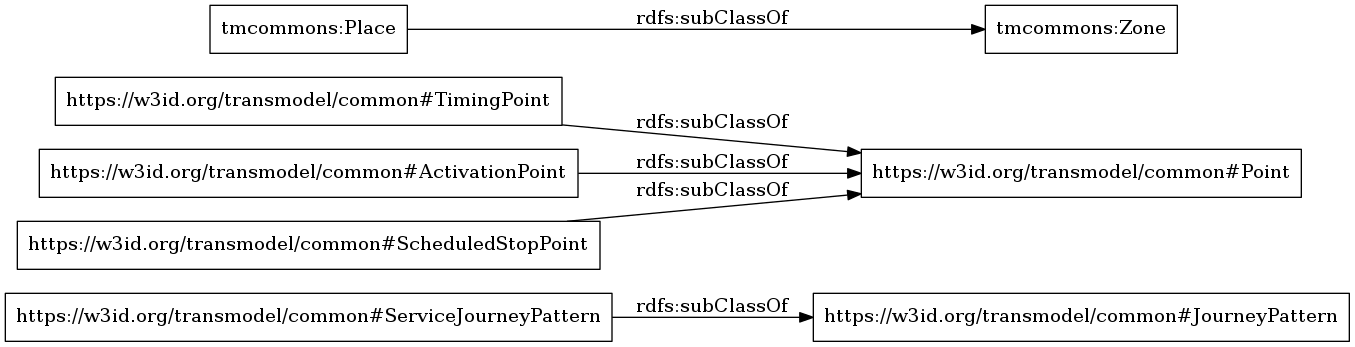 tmcommons:Place
rdfs:subClassOf
tmcommons:Zone
https://w3id.org/transmodel/common#TimingPoint
rdfs:subClassOf
https://w3id.org/transmodel/common#ActivationPoint
rdfs:subClassOf
https://w3id.org/transmodel/common#Point
rdfs:subClassOf
https://w3id.org/transmodel/common#ScheduledStopPoint
https://w3id.org/transmodel/common#ServiceJourneyPattern
rdfs:subClassOf
https://w3id.org/transmodel/common#JourneyPattern